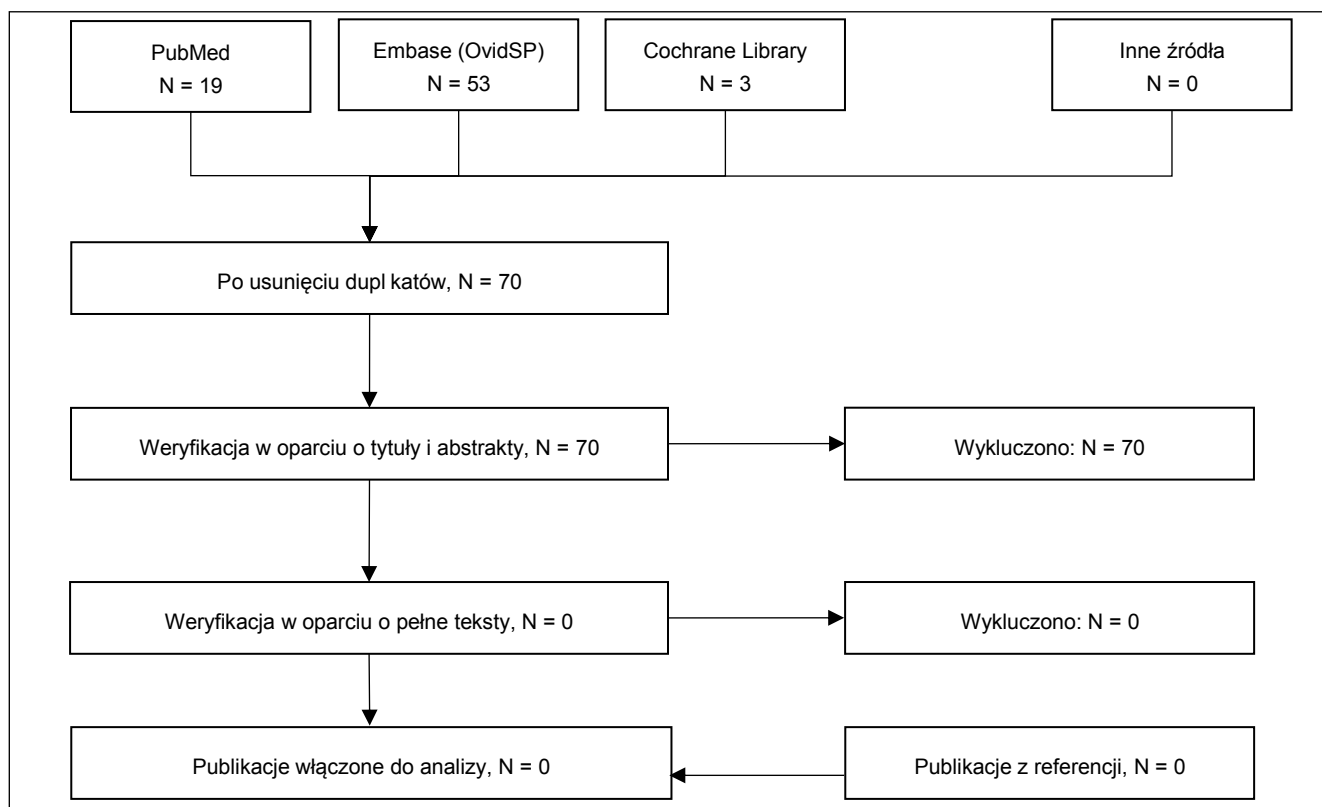 PubMed
N = 19
Embase (OvidSP)
N = 53
Cochrane Library
N = 3
Inne źródła
N = 0
Po usunięciu dupl katów, N = 70
Weryfikacja w oparciu o tytuły i abstrakty, N = 70
Wykluczono: N = 70
Weryfikacja w oparciu o pełne teksty, N = 0
Wykluczono: N = 0
Publikacje włączone do analizy, N = 0
Publikacje z referencji, N = 0